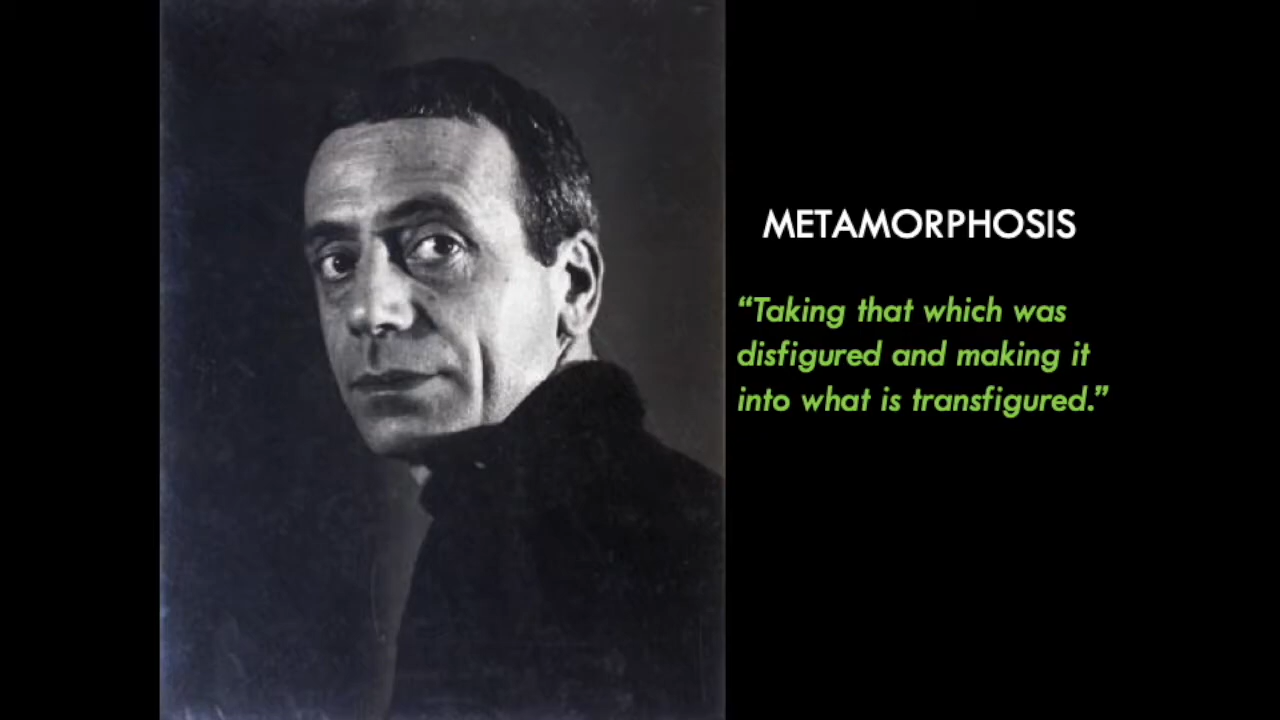 METAMORPHOSIS
“Taking that which was
disfigured and making it
into what is transfigured.”